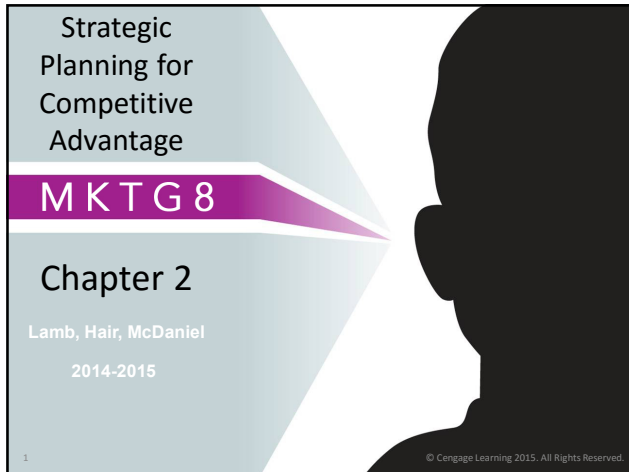 Strategic
Planning for
Competitive
Advantage
MKTG8
Chapter 2
Lamb, Hair, McDaniel
2014-2015
1
© Cengage Learning 2015. All Rights Reserved.